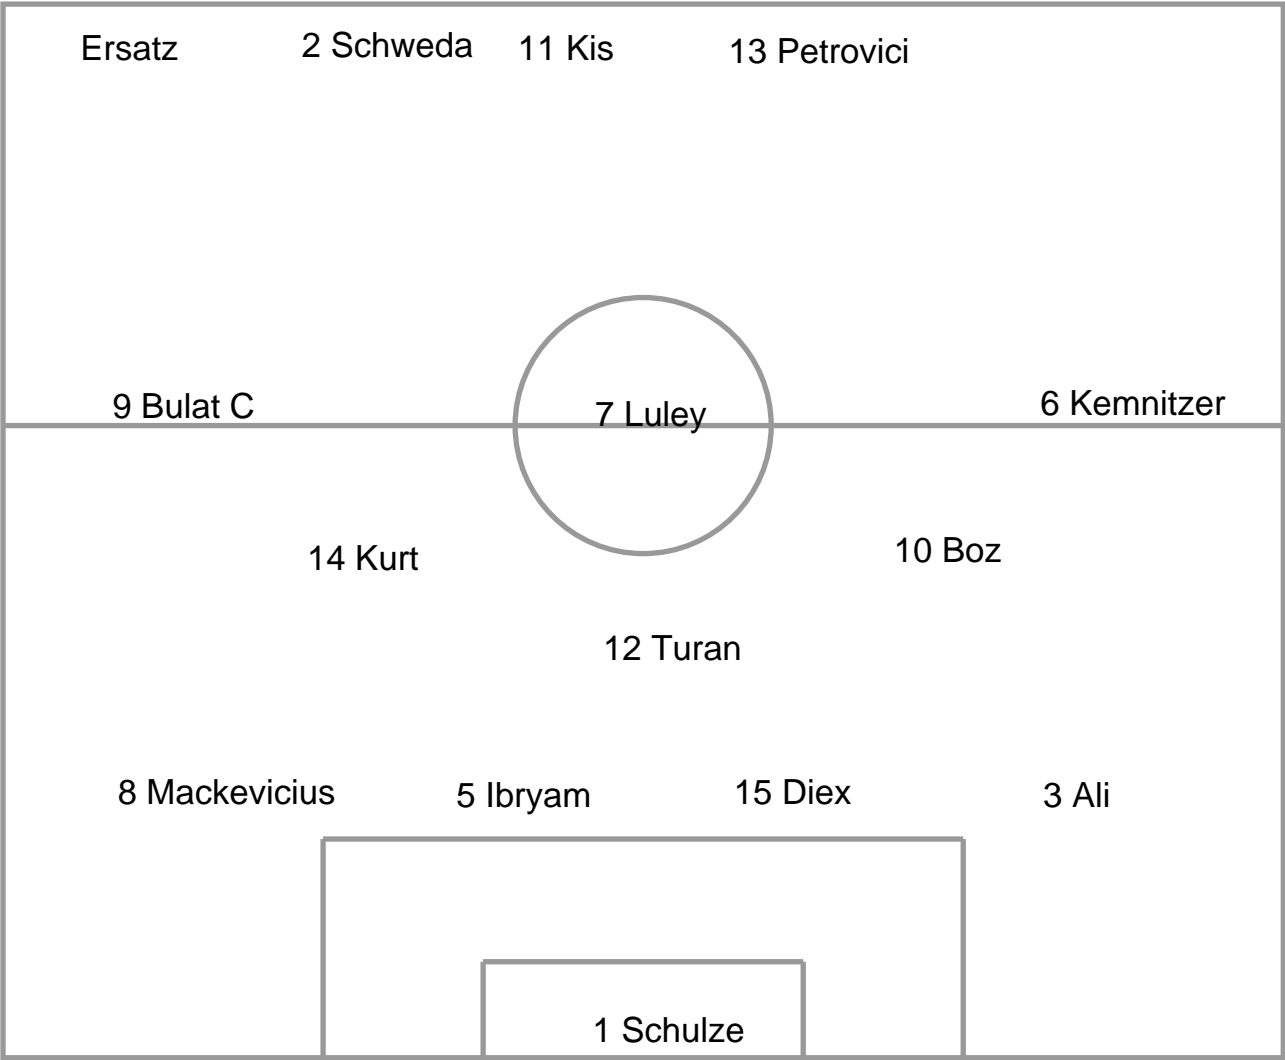 Ersatz 2 Schweda 11 Kis 13 Petrovici
9 Bulat C 7 Luley 6 Kemnitzer
14 Kurt 10 Boz
12 Turan
8 Mackevicius 5 Ibryam 15 Diex 3 Ali
1 Schulze